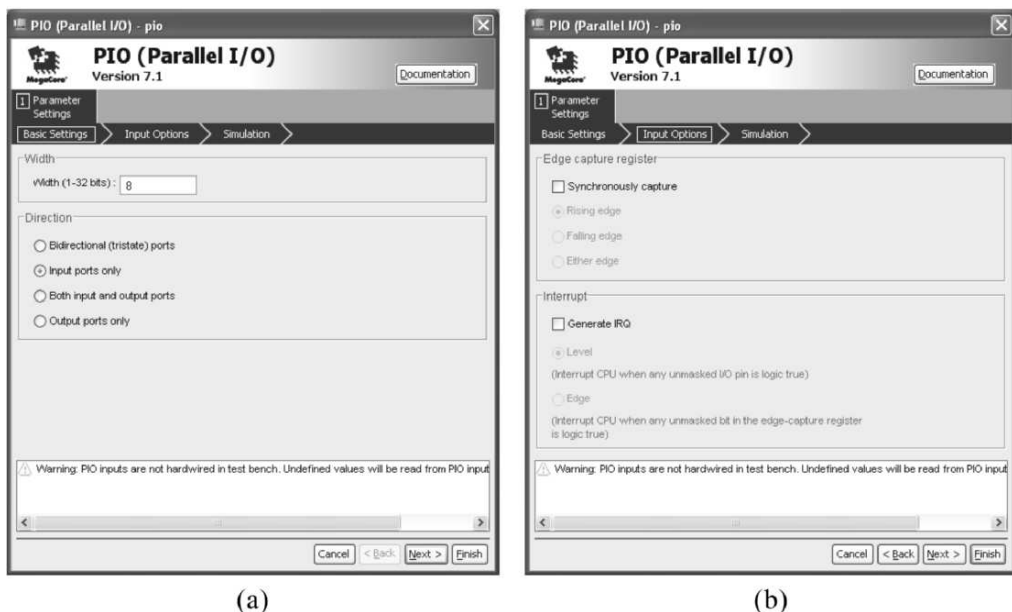 PIO (Parallel I/O) - pio
MegaCore®
PIO (Parallel I/O)
Version 7.1
Documentation
1 Parameter
Settings
Basic Settings
Input Options
Simulation
Width
Width (1-32 bits) : 8
Direction
Bidirectional (tristate) ports
Input ports only
Both input and output ports
Output ports only
Warning: PIO inputs are not hardwired in test bench. Undefined values will be read from PIO input
Cancel
< Back
Next >
Finish
(a)
PIO (Parallel I/O) - pio
MegaCore®
PIO (Parallel I/O)
Version 7.1
Documentation
1 Parameter
Settings
Basic Settings
Input Options
Simulation
Edge capture register
Synchronously capture
Rising edge
Falling edge
Either edge
Interrupt
Generate IRQ
Level
(Interrupt CPU when any unmasked I/O pin is logic true)
Edge
(Interrupt CPU when any unmasked bit in the edge-capture register
is logic true)
Warning: PIO inputs are not hardwired in test bench. Undefined values will be read from PIO input
Cancel
< Back
Next >
Finish
(b)